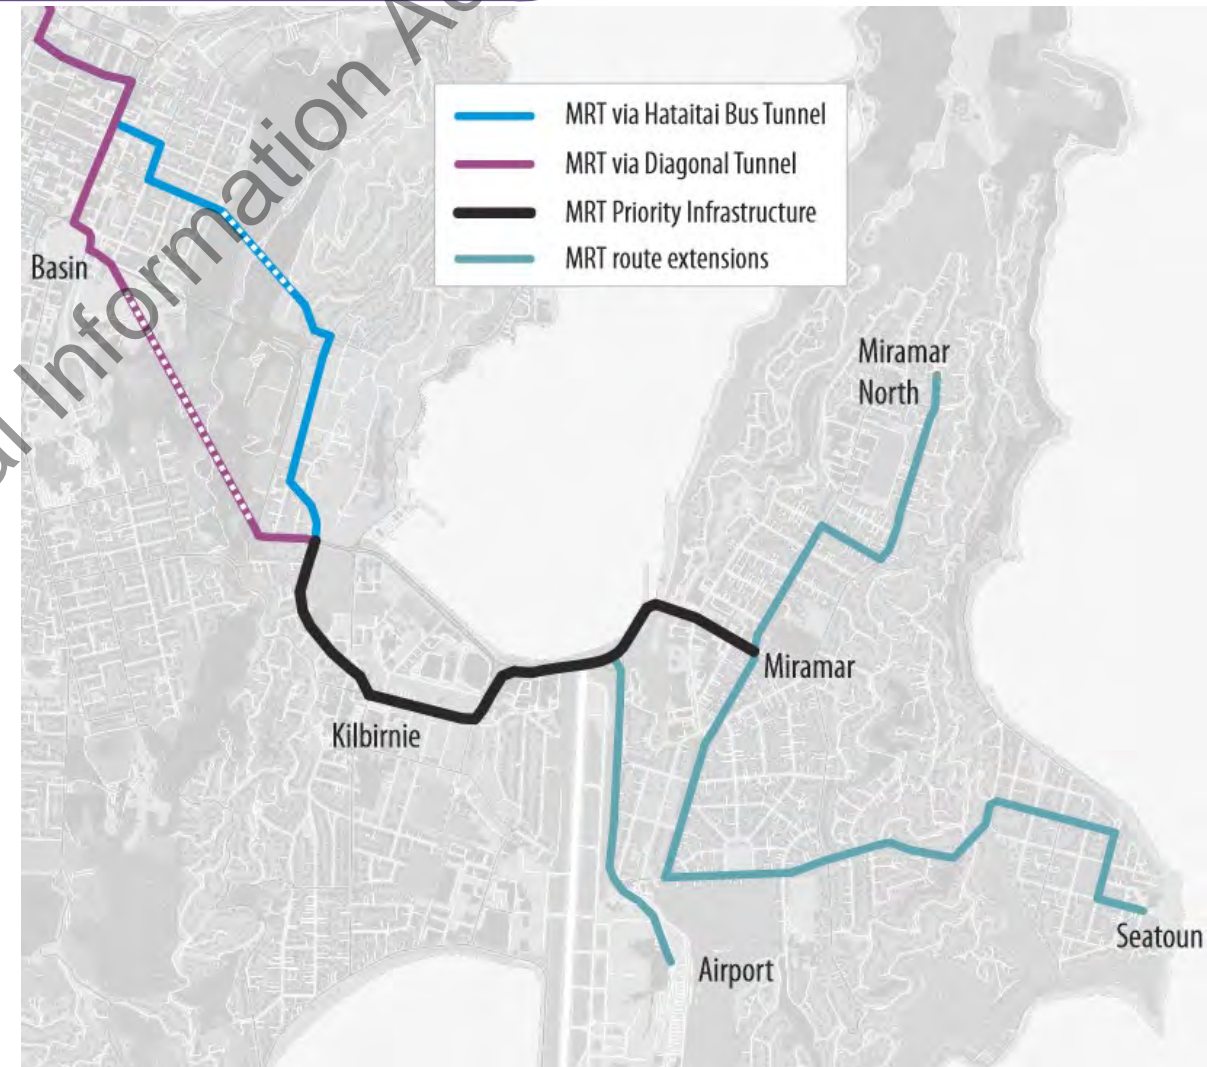 MRT via Hataitai Bus Tunnel
MRT via Diagonal Tunnel
MRT Priority Infrastructure
MRT route extensions
Basin
Miramar
North
Miramar
Kilbirnie
Seatoun
Airport
Information